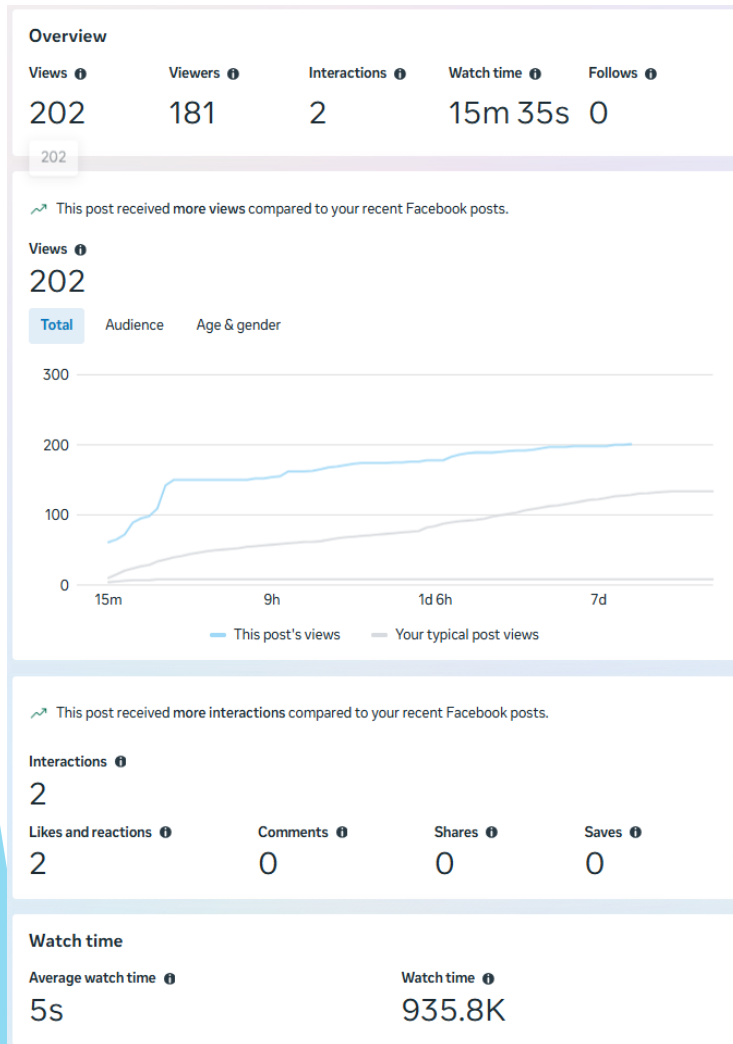 Overview
Views Viewers Interactions Watch time Follows
202 181 2 15m 35s 0
202
This post received more views compared to your recent Facebook posts.
Views
202
Total Audience Age & gender
300
200
100
0
15m 9h 1d 6h 7d
This post's views Your typical post views
This post received more interactions compared to your recent Facebook posts.
Interactions
2
Likes and reactions Comments Shares Saves
2 0 0 0
Watch time
Average watch time Watch time
5s 935.8K